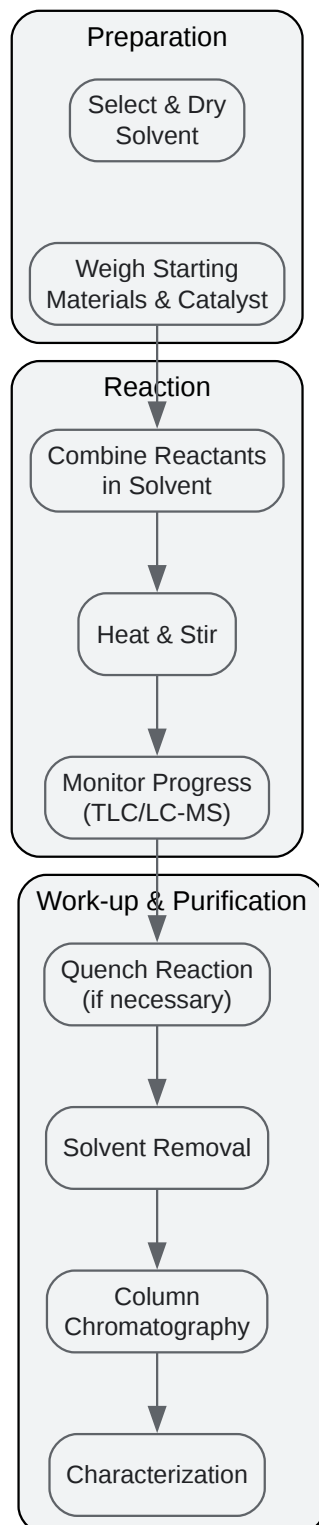 Preparation
Select & Dry
Solvent
Weigh Starting
Materials & Catalyst
Reaction
Combine Reactants
in Solvent
Heat & Stir
Monitor Progress
(TLC/LC-MS)
Work-up & Purification
Quench Reaction
(if necessary)
Solvent Removal
Column
Chromatography
Characterization